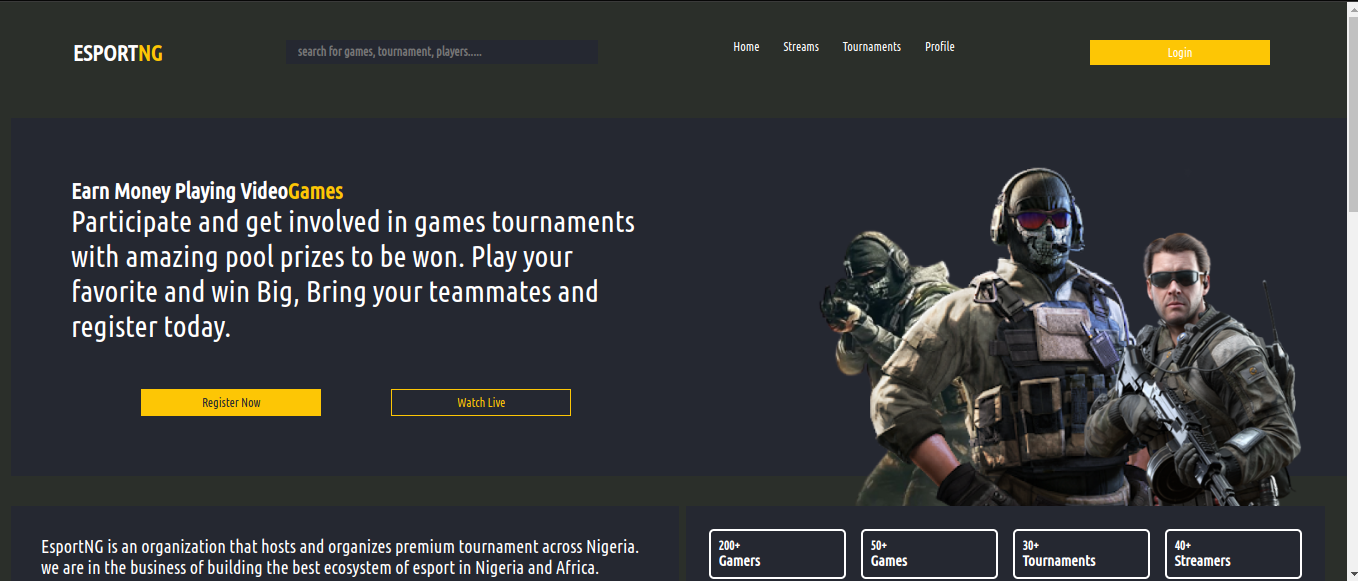 ESPORTNG
search for games, tournament, players.....
Home Streams Tournaments Profile
Login
Earn Money Playing VideoGames
Participate and get involved in games tournaments
with amazing pool prizes to be won. Play your
favorite and win Big, Bring your teammates and
register today.
Register Now
Watch Live
EsportNG is an organization that hosts and organizes premium tournament across Nigeria.
we are in the business of building the best ecosystem of esport in Nigeria and Africa.
200+
Gamers
50+
Games
30+
Tournaments
40+
Streamers